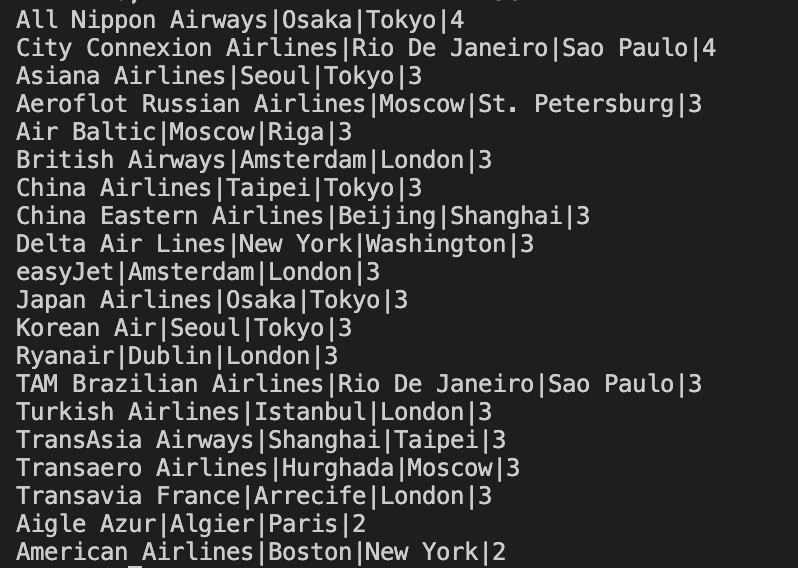 All Nippon Airways|Osaka|Tokyo|4
City Connexion Airlines|Rio De Janeiro|Sao Paulo|4
Asiana Airlines|Seoul|Tokyo|3
Aeroflot Russian Airlines|Moscow|St. Petersburg|3
Air Baltic|Moscow|Riga|3
British Airways|Amsterdam|London|3
China Airlines|Taipei|Tokyo|3
China Eastern Airlines|Beijing|Shanghai|3
Delta Air Lines|New York|Washington|3
easyJet|Amsterdam|London|3
Japan Airlines|Osaka|Tokyo|3
Korean Air|Seoul|Tokyo|3
Ryanair|Dublin|London|3
TAM Brazilian Airlines|Rio De Janeiro|Sao Paulo|3
Turkish Airlines|Istanbul|London|3
TransAsia Airways|Shanghai|Taipei|3
Transaero Airlines|Hurghada|Moscow|3
Transavia France|Arrecife|London|3
Aigle Azur|Algier|Paris|2
American Airlines|Boston|New York|2